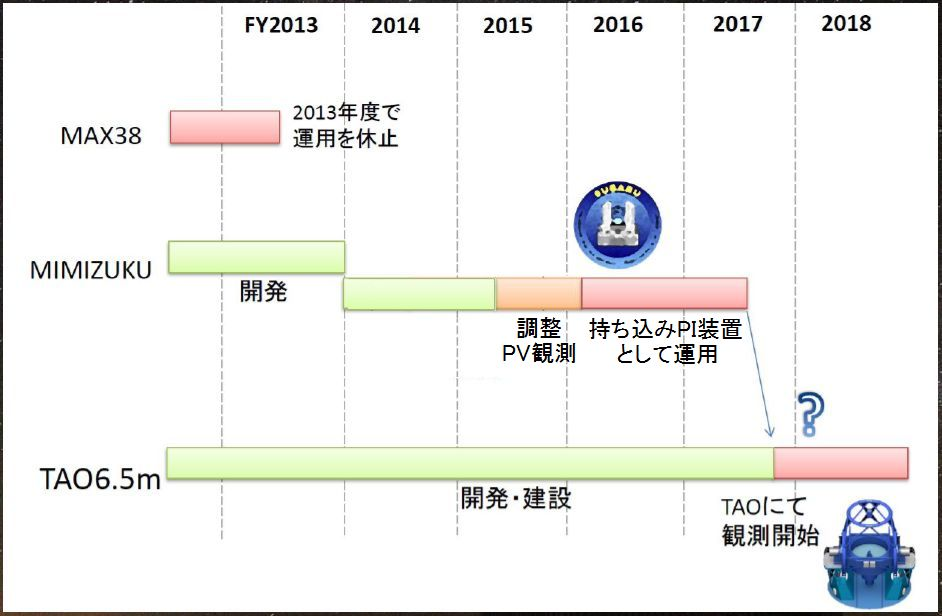 FY2013 2014 2015 2016 2017 2018
MAX38
2013年度で
運用を休止
SUBARU
MIMIZUKU
開発
調整
PV観測
持ち込みPI装置
として運用
?
TAO6.5m
開発・建設
TAOにて
観測開始